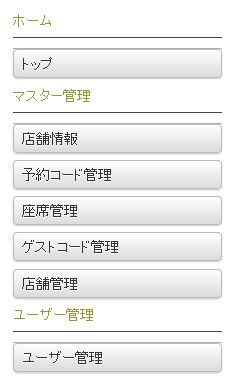 ホーム
トップ
マスター管理
店舗情報
予約コード管理
座席管理
ゲストコード管理
店舗管理
ユーザー管理
ユーザー管理